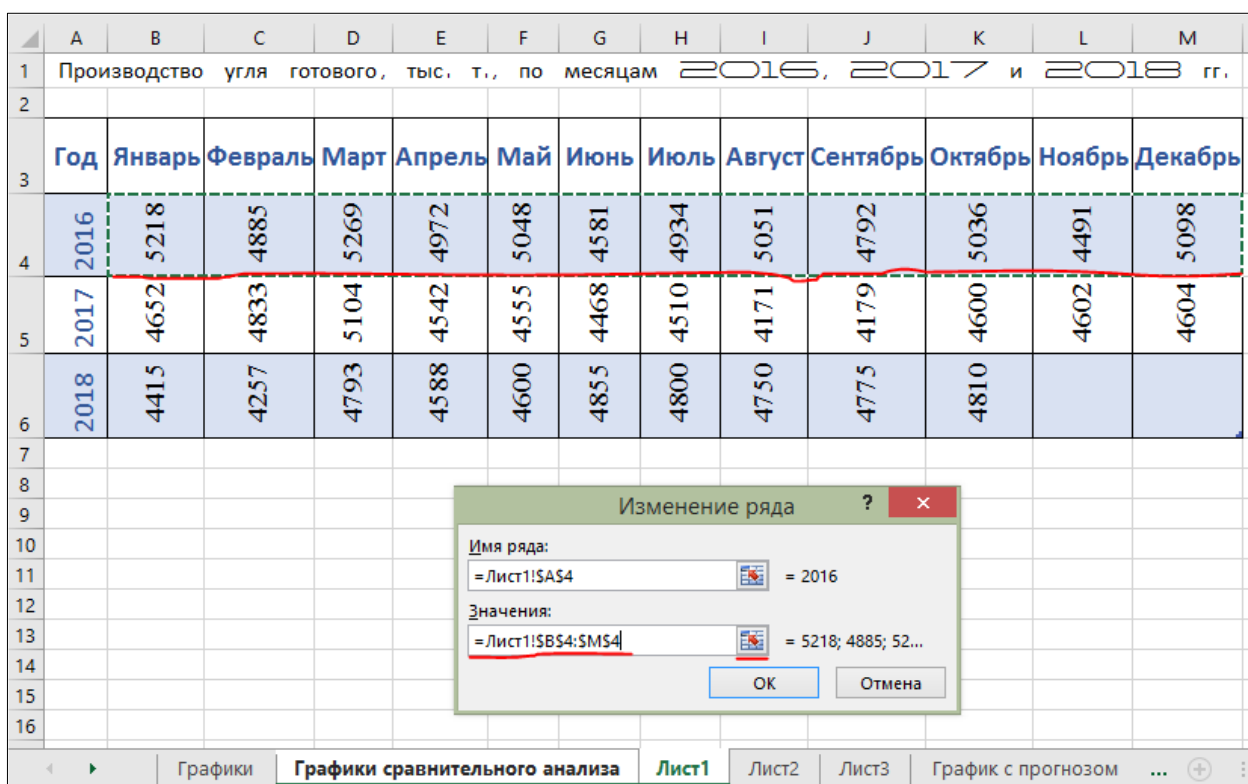 A B C D E F G H I J K L M
1 Производство угля готового, тыс. т., по месяцам 2016, 2017 и 2018 гг.
2
3 Год Январь Февраль Март Апрель Май Июнь Июль Август Сентябрь Октябрь Ноябрь Декабрь
4 2016 5218 4885 5269 4972 5048 4581 4934 5051 4792 5036 4491 5098
5 2017 4652 4833 5104 4542 4555 4468 4510 4171 4179 4600 4602 4604
6 2018 4415 4257 4793 4588 4600 4855 4800 4750 4775 4810
7
8
9
10
11
12
13
14
15
16
Изменение ряда ?
Имя ряда:
=Лист1!$A$4 = 2016
Значения:
=Лист1!$B$4:$M$4 = 5218; 4885; 52...
ОК Отмена
Графики Графики сравнительного анализа Лист1 Лист2 Лист3 График с прогнозом ...